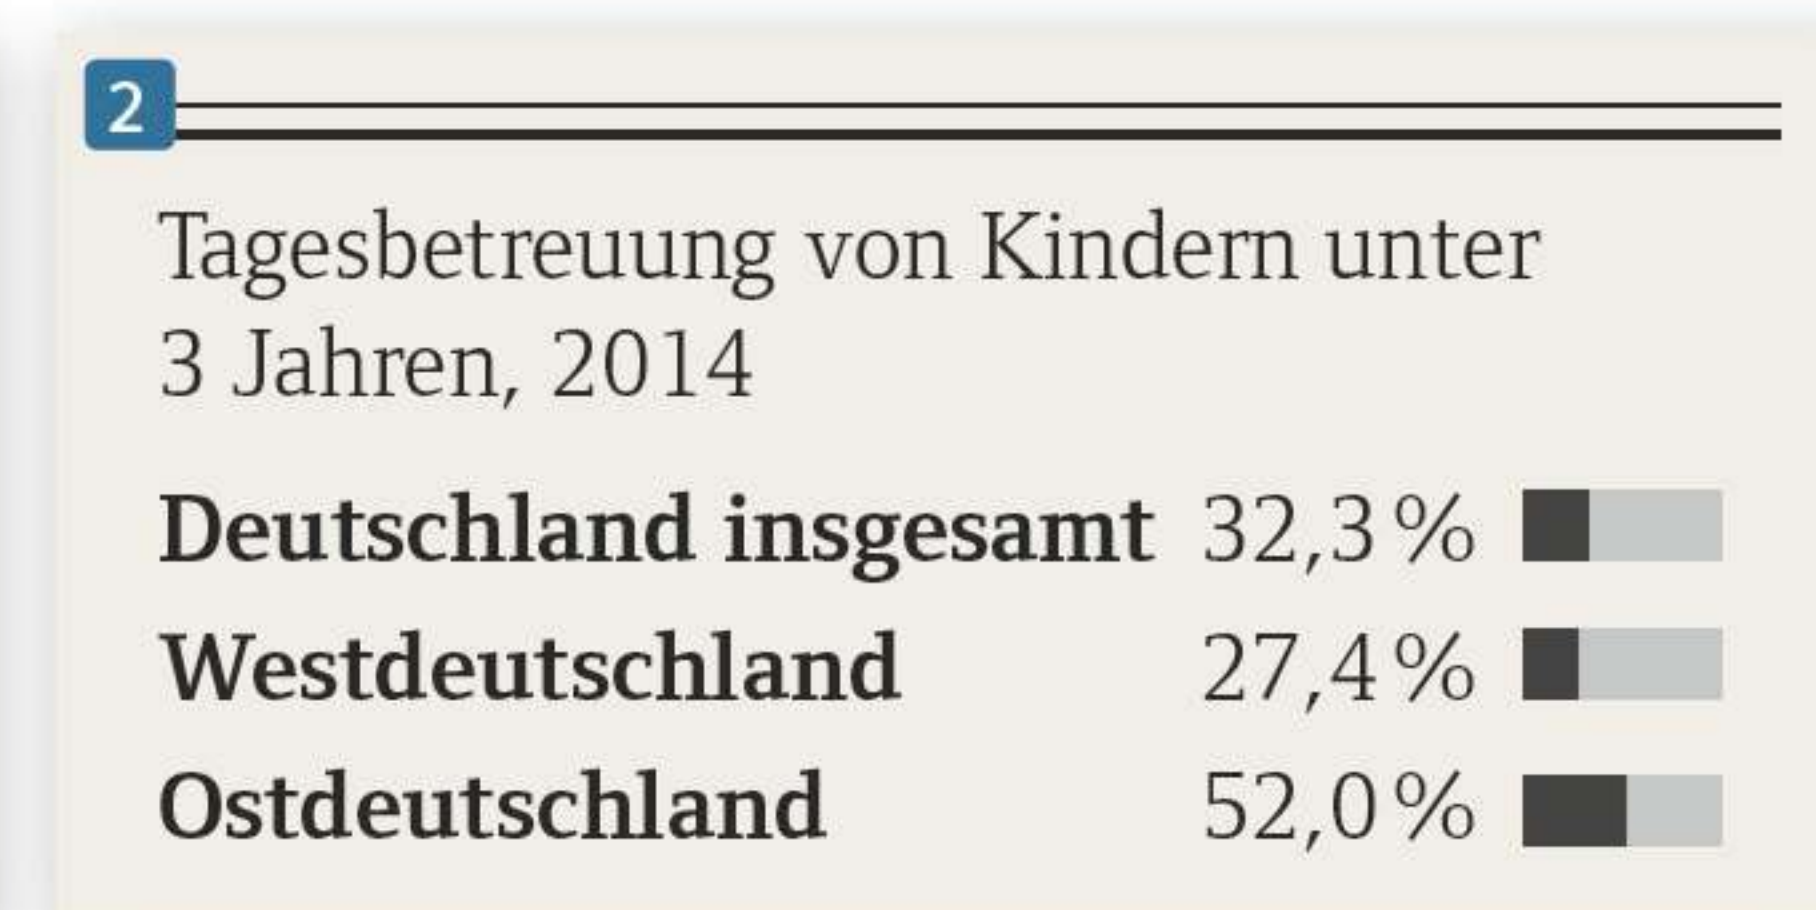 2
Tagesbetreuung von Kindern unter
3 Jahren, 2014
Deutschland insgesamt 32,3 %
Westdeutschland 27,4 %
Ostdeutschland 52,0 %